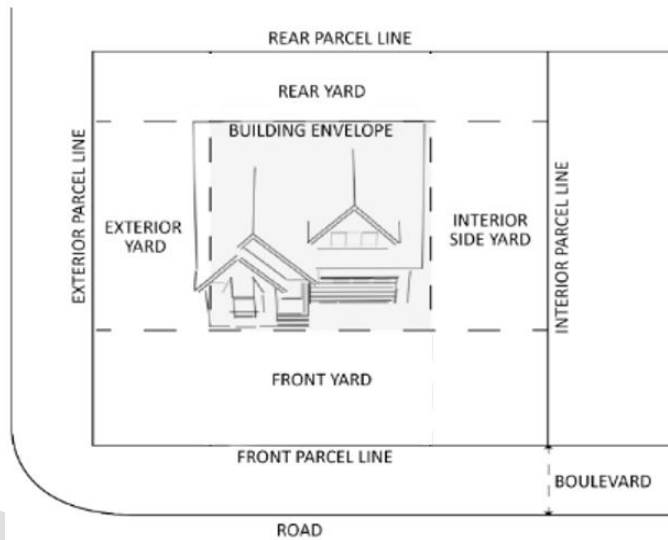 REAR PARCEL LINE
REAR YARD
BUILDING ENVELOPE
EXTERIOR PARCEL LINE
EXTERIOR
YARD
INTERIOR
SIDE YARD
INTERIOR PARCEL LINE
FRONT YARD
FRONT PARCEL LINE
BOULEVARD
ROAD